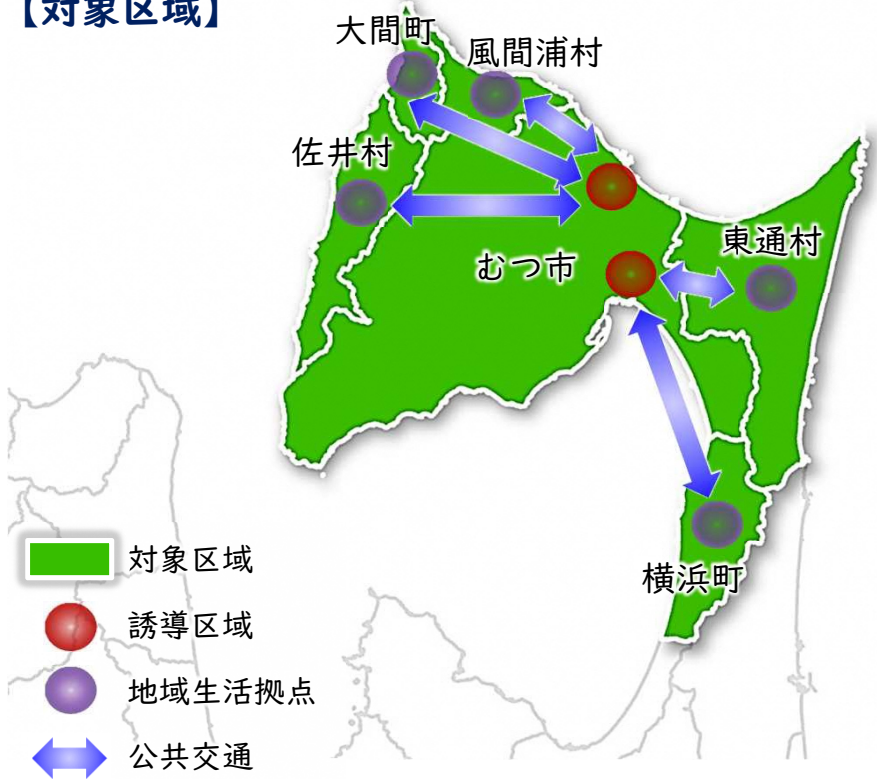 【対象区域】
大間町
風間浦村
佐井村
東通村
むつ市
横浜町
対象区域
誘導区域
地域生活拠点
公共交通